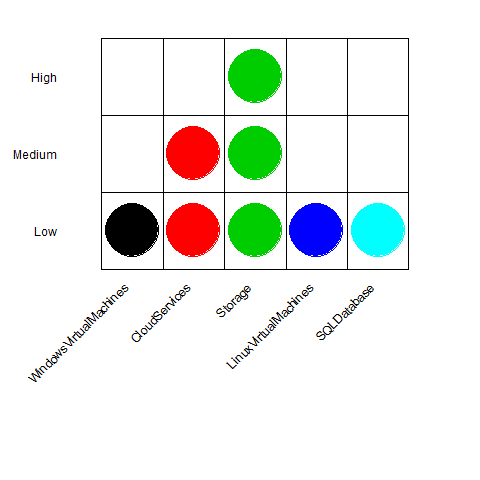 High
Medium
Low
WindowsVirtualMachines
CloudServices
Storage
LinuxVirtualMachines
SQLDatabase